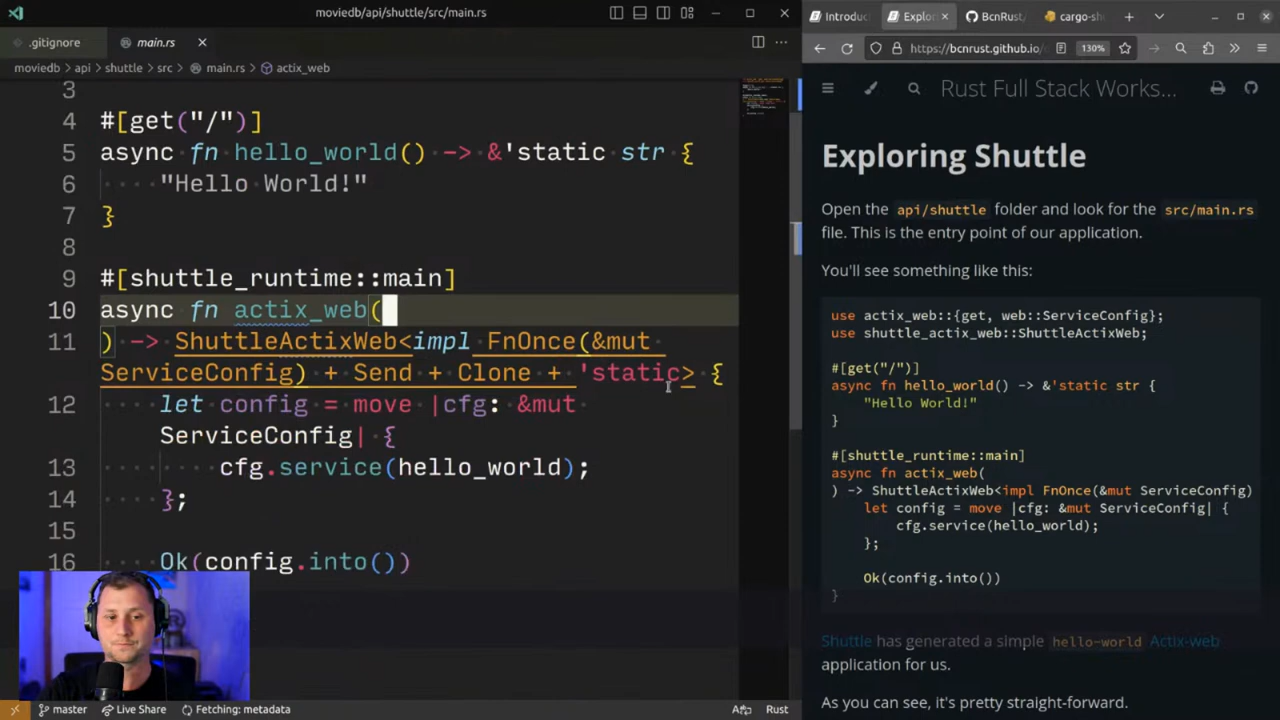 moviedb/api/shuttle/src/main.rs
.gitignore
main.rs
moviedb > api > shuttle > src > main.rs > actix_web
3
4 #[get("/")]
5 async fn hello_world() -> &'static str {
6 "Hello World!"
7 }
8
9 #[shuttle_runtime::main]
10 async fn actix_web(
11 ) -> ShuttleActixWeb<impl FnOnce(&mut
ServiceConfig) + Send + Clone + 'static> {
12 let config = move |cfg: &mut
ServiceConfig| {
13 cfg.service(hello_world);
14 };
15
16 Ok(config.into())
master Live Share Fetching: metadata Rust
Introduc Explor BcnRust/ cargo-sh
https://bcnrust.github.io/ 130%
Rust Full Stack Works...
Exploring Shuttle
Open the api/shuttle folder and look for the src/main.rs
file. This is the entry point of our application.
You'll see something like this:
use actix_web::{get, web::ServiceConfig};
use shuttle_actix_web::ShuttleActixWeb;
#[get("/")]
async fn hello_world() -> &'static str {
"Hello World!"
}
#[shuttle_runtime::main]
async fn actix_web(
) -> ShuttleActixWeb<impl FnOnce(&mut ServiceConfig)
let config = move |cfg: &mut ServiceConfig| {
cfg.service(hello_world);
};
Ok(config.into())
}
Shuttle has generated a simple hello-world Actix-web
application for us.
As you can see, it's pretty straight-forward.